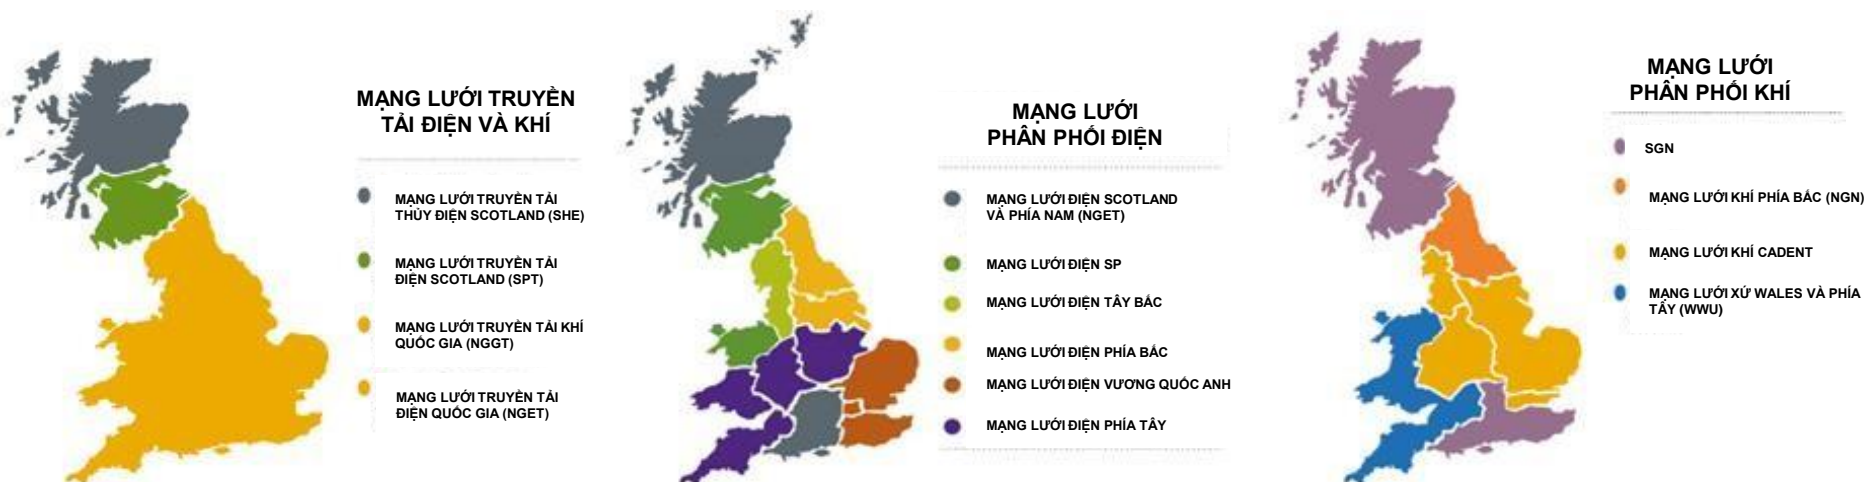 MẠNG LƯỚI TRUYỀN
TẢI ĐIỆN VÀ KHÍ
MẠNG LƯỚI TRUYỀN TẢI
THỦY ĐIỆN SCOTLAND (SHE)
MẠNG LƯỚI TRUYỀN TẢI
ĐIỆN SCOTLAND (SPT)
MẠNG LƯỚI TRUYỀN TẢI KHÍ
QUỐC GIA (NGGT)
MẠNG LƯỚI TRUYỀN TẢI
ĐIỆN QUỐC GIA (NGET)
MẠNG LƯỚI
PHÂN PHỐI ĐIỆN
MẠNG LƯỚI ĐIỆN SCOTLAND
VÀ PHÍA NAM (NGET)
MẠNG LƯỚI ĐIỆN SP
MẠNG LƯỚI ĐIỆN TÂY BẮC
MẠNG LƯỚI ĐIỆN PHÍA BẮC
MẠNG LƯỚI ĐIỆN VƯƠNG QUỐC ANH
MẠNG LƯỚI ĐIỆN PHÍA TÂY
MẠNG LƯỚI
PHÂN PHỐI KHÍ
SGN
MẠNG LƯỚI KHÍ PHÍA BẮC (NGN)
MẠNG LƯỚI KHÍ CADENT
MẠNG LƯỚI XỨ WALES VÀ PHÍA
TÂY (WWU)